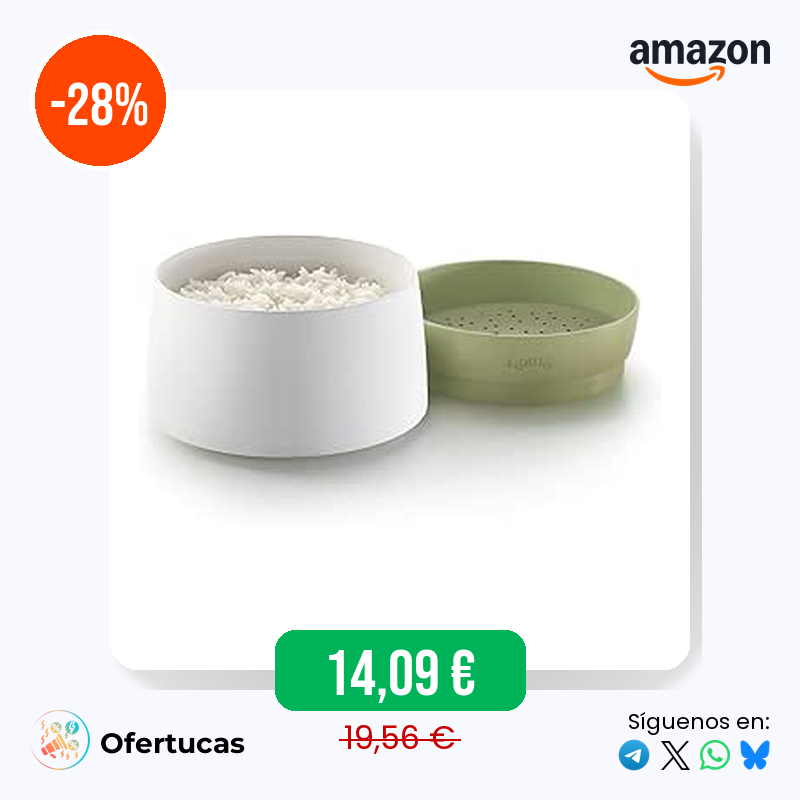 -28%
amazon
14,09 €
19,56 €
Ofertucas
Síguenos en: